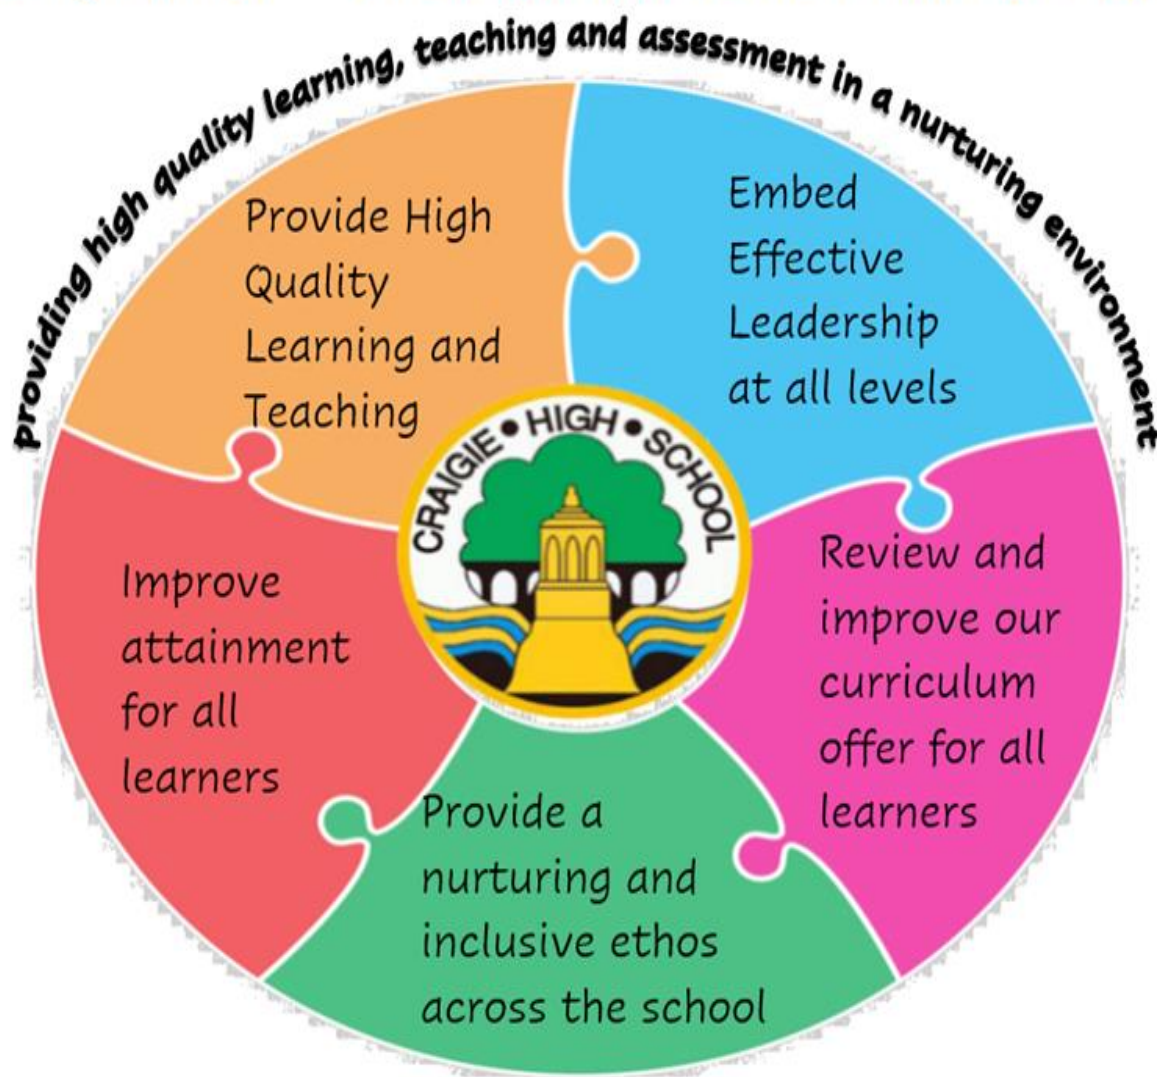 Providing high quality learning, teaching and assessment in a nurturing environment
Provide High
Quality
Learning and
Teaching
Embed
Effective
Leadership
at all levels
CRAIGIE • HIGH • SCHOOL
Improve
attainment
for all
learners
Review and
improve our
curriculum
offer for all
learners
Provide a
nurturing and
inclusive ethos
across the school